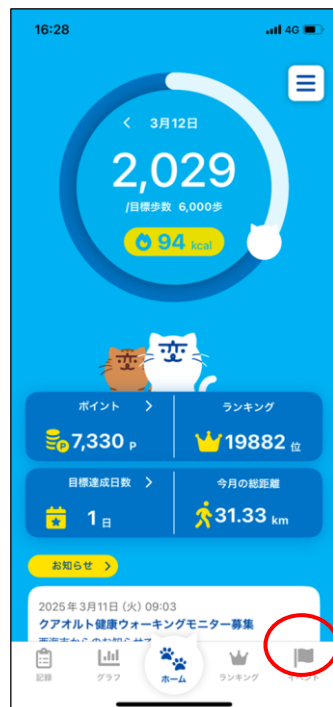 16:28
4G
3月12日
2,029
/目標歩数 6,000歩
94 kcal
ポイント
ランキング
7,330 P
19882 位
目標達成日数
今月の総距離
1 日
31.33 km
お知らせ
2025年3月11日 (火) 09:03
クアオルト健康ウォーキングモニター募集
記録
グラフ
ホーム
ランキング
イベント